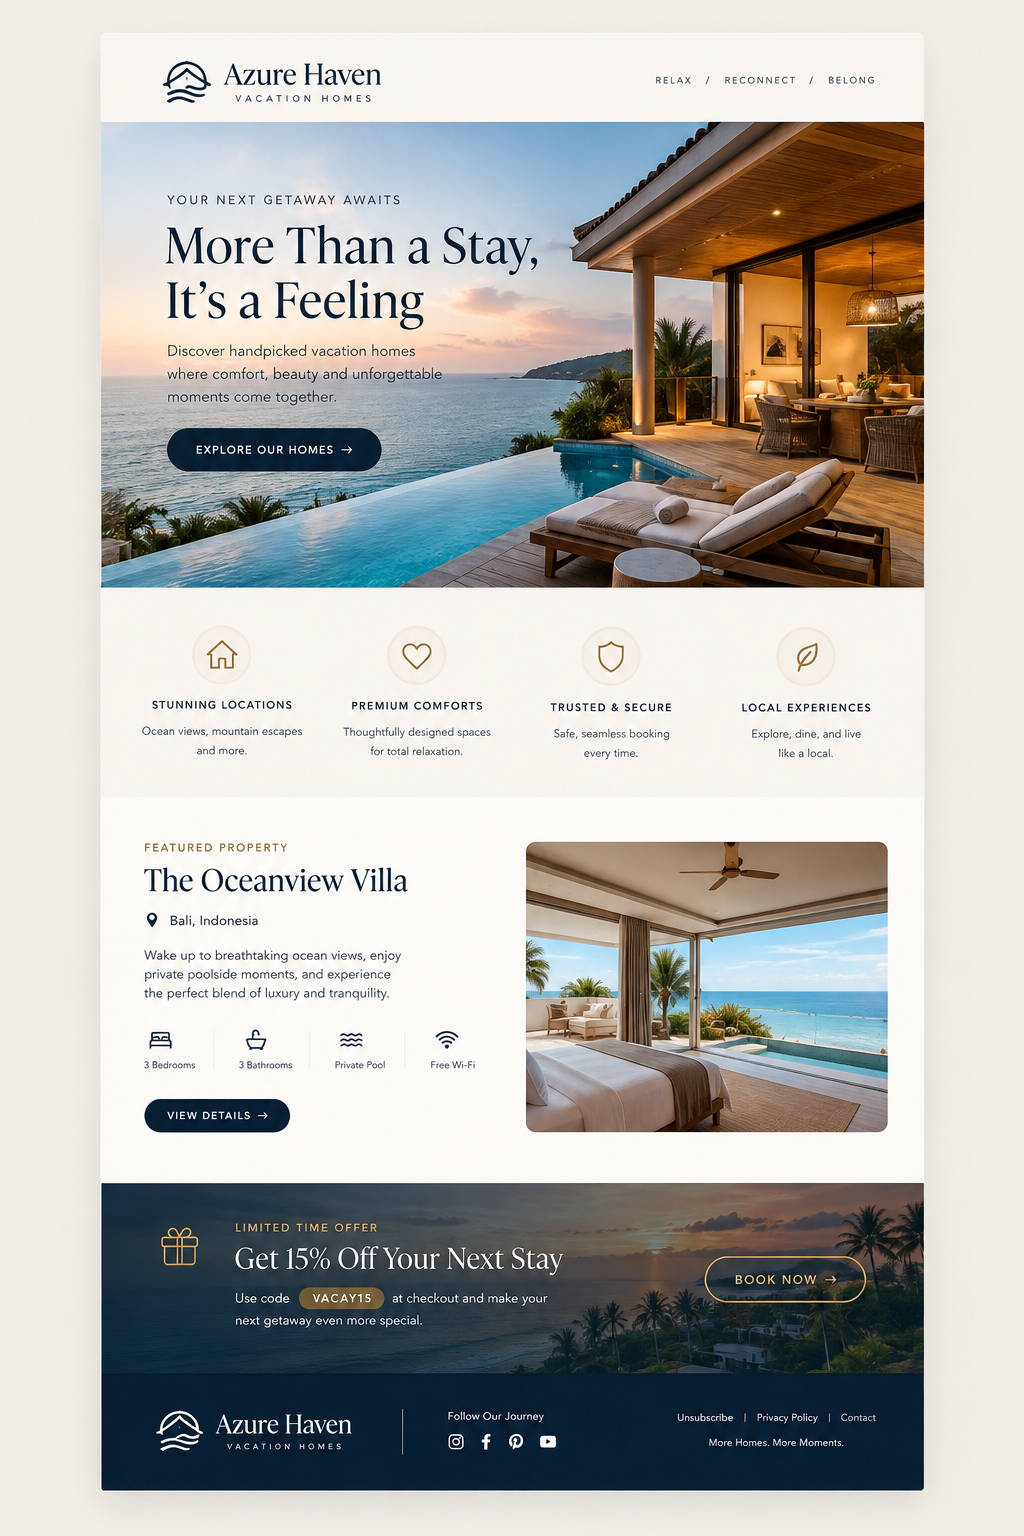 Azure Haven
VACATION HOMES
RELAX / RECONNECT / BELONG
YOUR NEXT GETAWAY AWAITS
More Than a Stay,
It's a Feeling
Discover handpicked vacation homes
where comfort, beauty and unforgettable
moments come together.
EXPLORE OUR HOMES →
STUNNING LOCATIONS
Ocean views, mountain escapes
and more.
PREMIUM COMFORTS
Thoughtfully designed spaces
for total relaxation.
TRUSTED & SECURE
Safe, seamless booking
every time.
LOCAL EXPERIENCES
Explore, dine, and live
like a local.
FEATURED PROPERTY
The Oceanview Villa
Bali, Indonesia
Wake up to breathtaking ocean views, enjoy
private poolside moments, and experience
the perfect blend of luxury and tranquility.
3 Bedrooms
3 Bathrooms
Private Pool
Free Wi-Fi
VIEW DETAILS →
LIMITED TIME OFFER
Get 15% Off Your Next Stay
Use code VACAY15 at checkout and make your
next getaway even more special.
BOOK NOW →
Azure Haven
VACATION HOMES
Follow Our Journey
Unsubscribe | Privacy Policy | Contact
More Homes. More Moments.